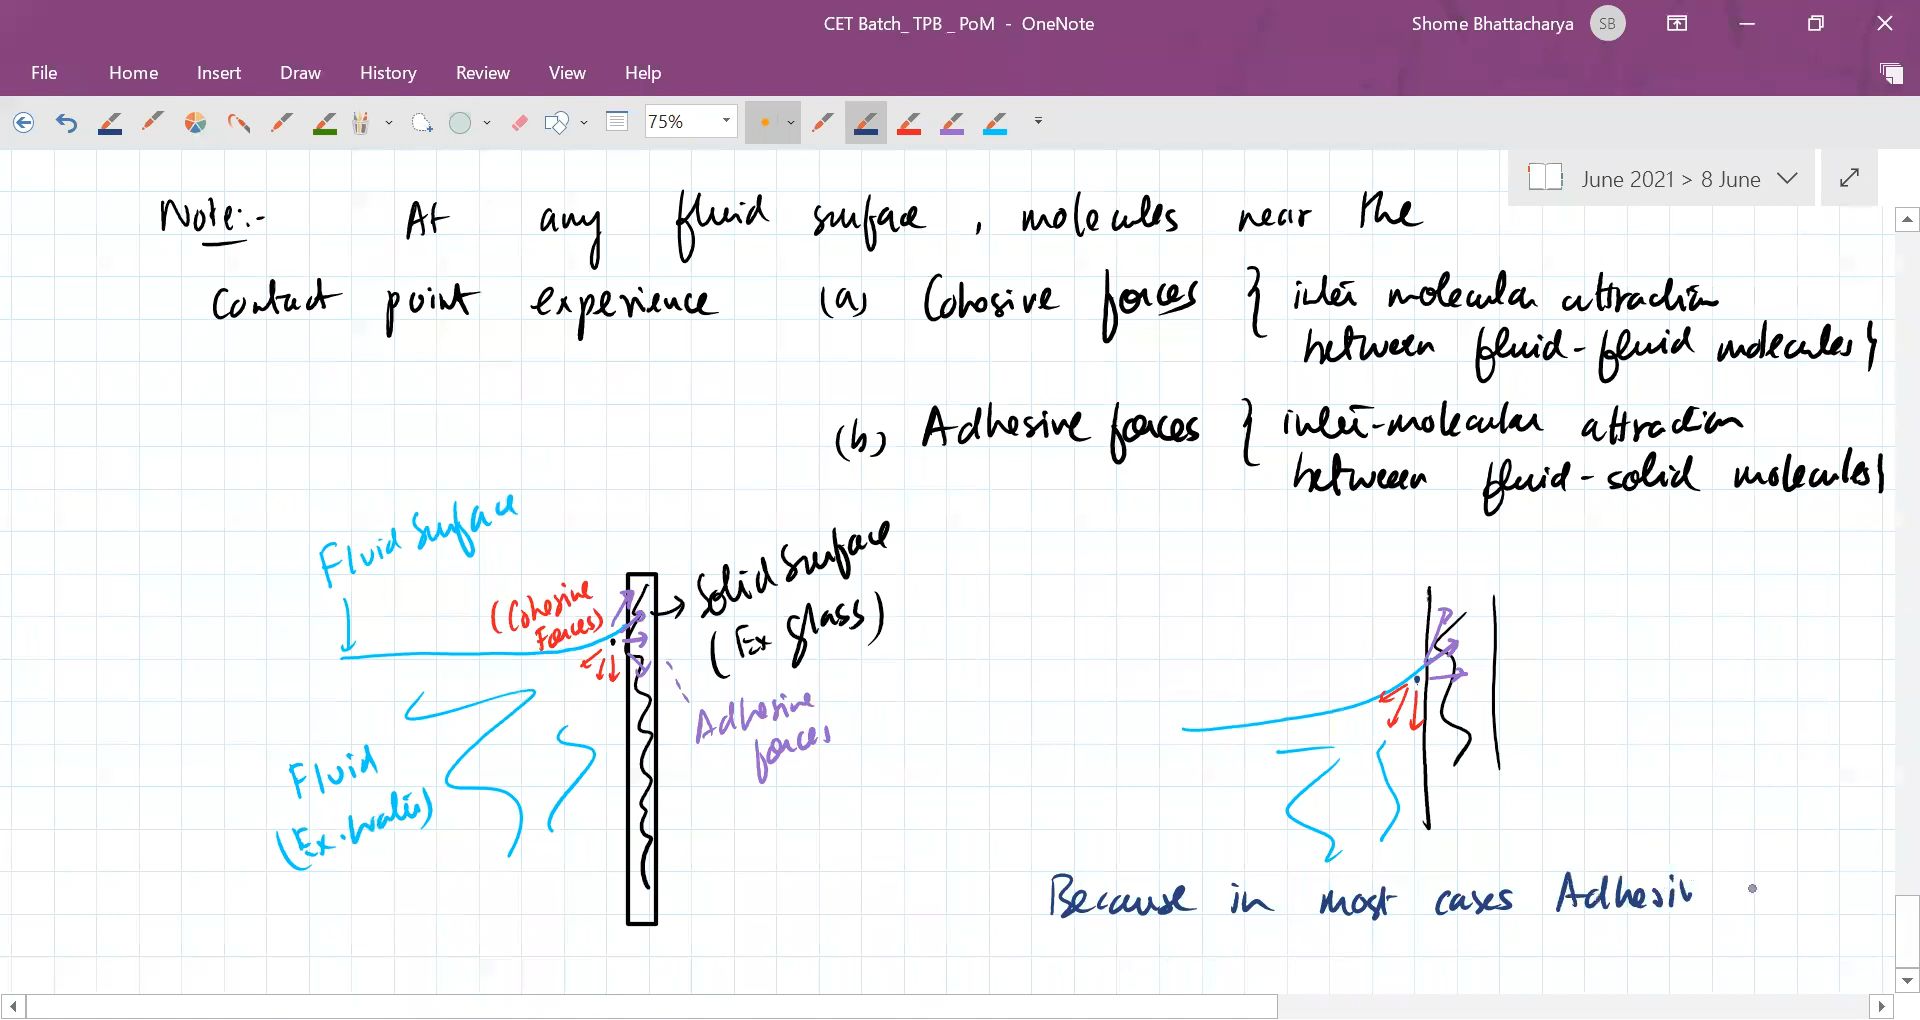 CET Batch_ TPB _ PoM - OneNote
Shome Bhattacharya
SB
File Home Insert Draw History Review View Help
75%
June 2021 > 8 June
Note:- At any fluid surface, molecules near the
contact point experience (a) Cohosive forces { inter molecular attraction
between fluid-fluid molecules}
(b) Adhesive forces { inter-molecular attraction
between fluid-solid molecules}
Fluid Surface
(Cohesive
Forces)
Solid Surface
(Ex glass)
Adhesive
forces
Fluid
(Ex. water)
Because in most cases Adhesiv